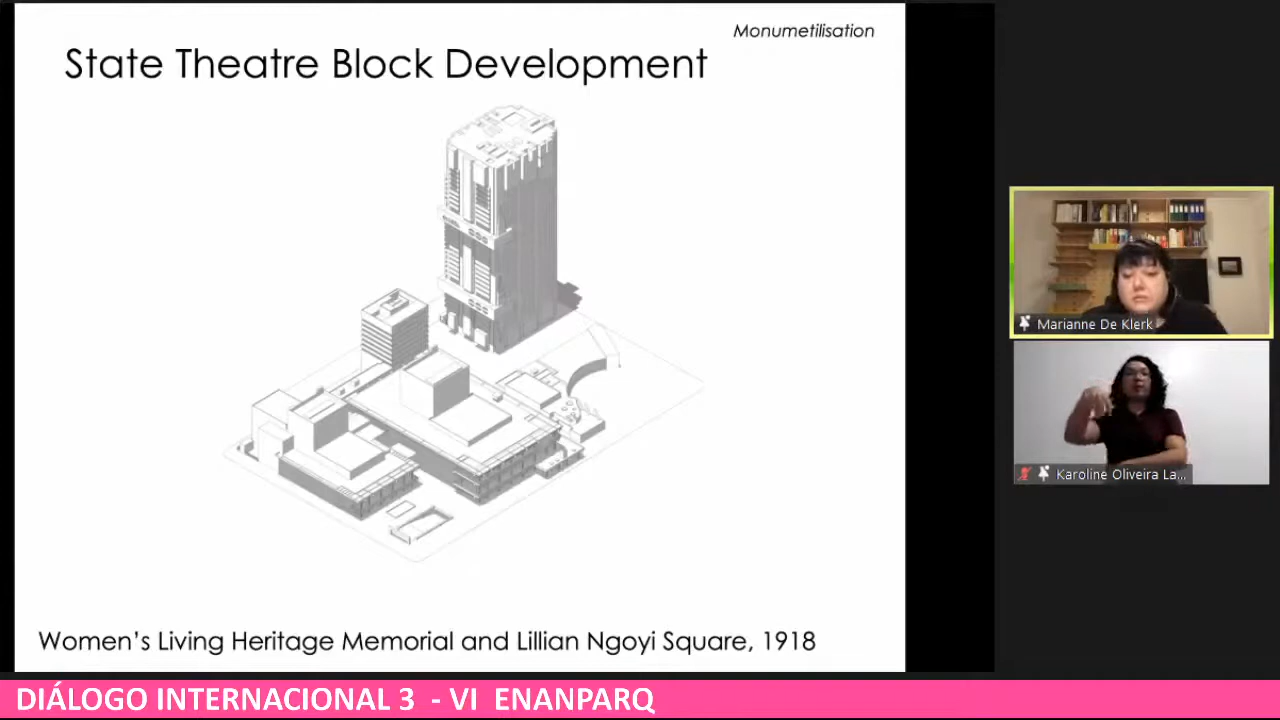 Monumetilisation
State Theatre Block Development
Women's Living Heritage Memorial and Lillian Ngoyi Square, 1918
Marianne De Klerk
Karoline Oliveira La...
DIÁLOGO INTERNACIONAL 3 - VI ENANPARQ